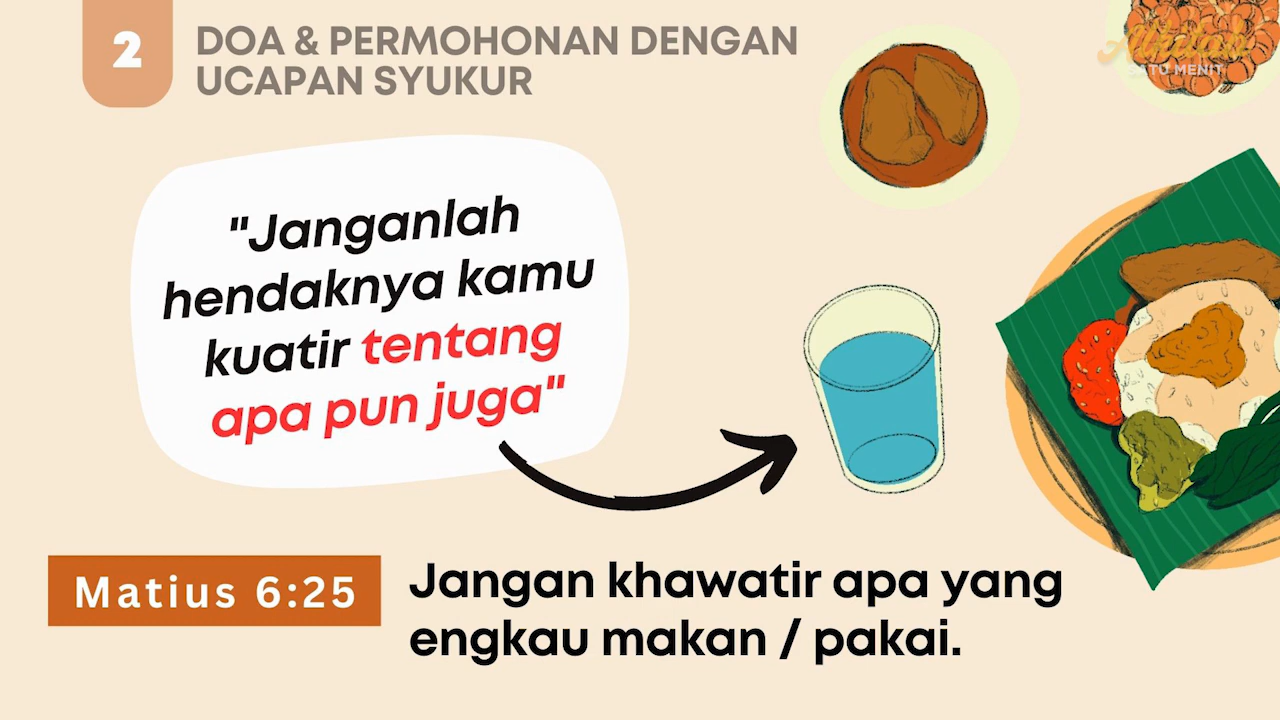 2
DOA & PERMOHONAN DENGAN
UCAPAN SYUKUR
Alkitab
SATU MENIT
"Janganlah
hendaknya kamu
kuatir tentang
apa pun juga"
Matius 6:25
Jangan khawatir apa yang
engkau makan / pakai.